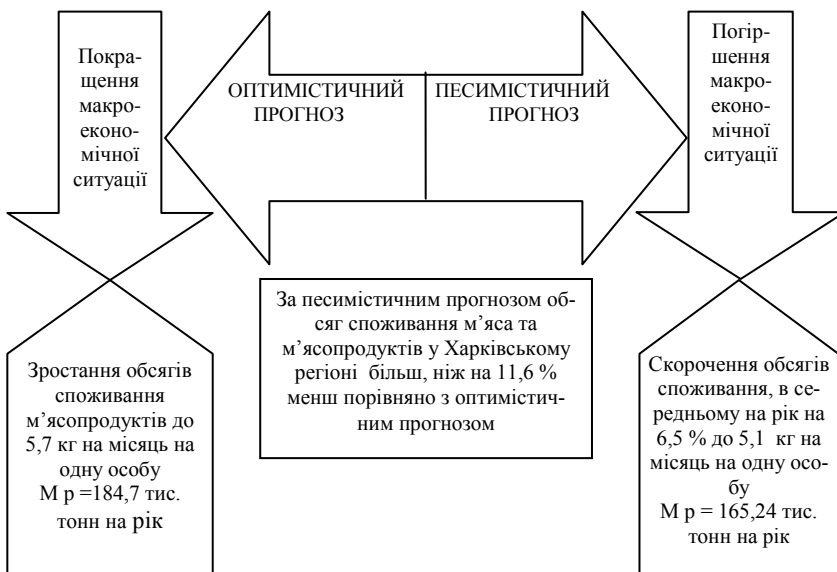 Покра-
щення
макро-
еконо-
мічної
ситуації
ОПТИМІСТИЧНИЙ
ПРОГНОЗ
ПЕСИМІСТИЧНИЙ
ПРОГНОЗ
Погір-
шення
макро-
еконо-
мічної
ситуації
За песимістичним прогнозом об-
сяг споживання м’яса та
м’ясопродуктів у Харківському
регіоні більш, ніж на 11,6 %
менш порівняно з оптимістич-
ним прогнозом
Зростання обсягів
споживання
м’ясопродуктів до
5,7 кг на місяць на
одну особу
М р =184,7 тис.
тонн на рік
Скорочення обсягів
споживання, в се-
редньому на рік на
6,5 % до 5,1 кг на
місяць на одну осо-
бу
М р = 165,24 тис.
тонн на рік